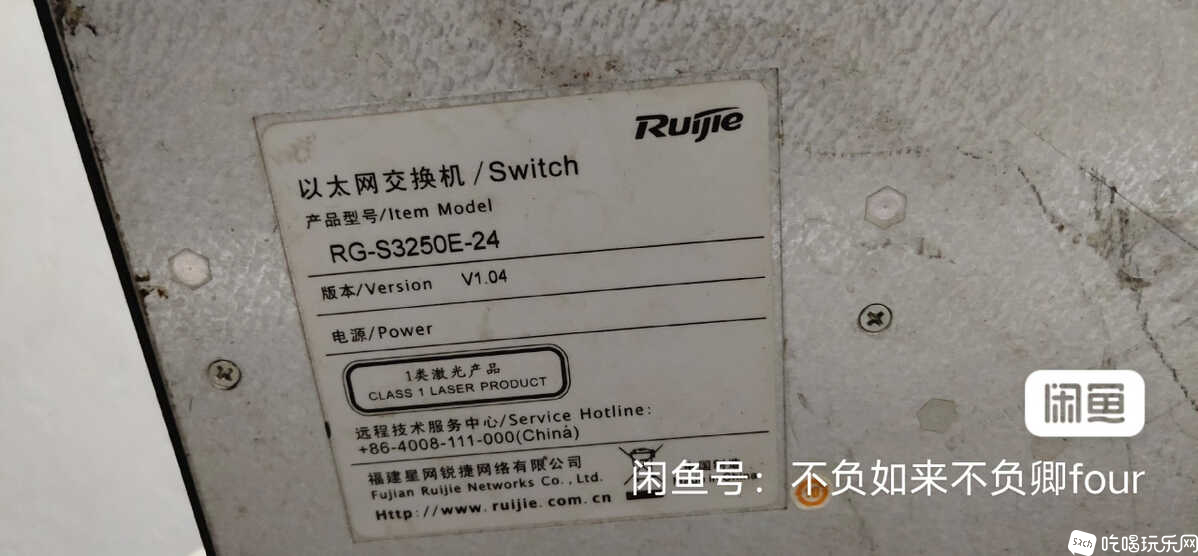 Ruijie
以太网交换机/Switch
产品型号/Item Model
RG-S3250E-24
版本/Version V1.04
电源/Power
1类激光产品
CLASS 1 LASER PRODUCT
远程技术服务中心/Service Hotline:
+86-4008-111-000(China)
福建星网锐捷网络有限公司
Fujian Ruijie Networks Co., Ltd.
Http://www.ruijie.com.cn
闲鱼
闲鱼号：不负如来不负卿four
吃喝玩乐网